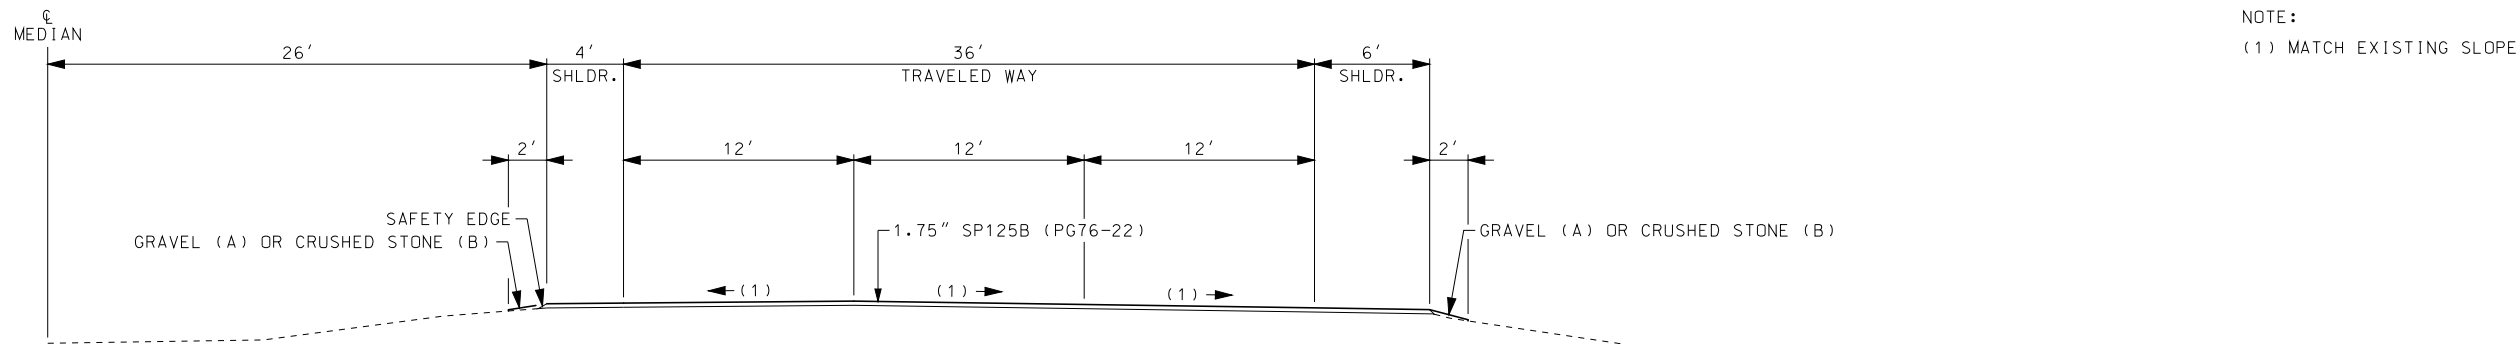 ℄
MEDIAN
26'
4'
36'
6'
SHLDR.
TRAVELED WAY
SHLDR.
NOTE:
(1) MATCH EXISTING SLOPE
2'
12'
12'
12'
2'
SAFETY EDGE
GRAVEL (A) OR CRUSHED STONE (B)
1.75" SP125B (PG76-22)
GRAVEL (A) OR CRUSHED STONE (B)
(1)
(1)
(1)